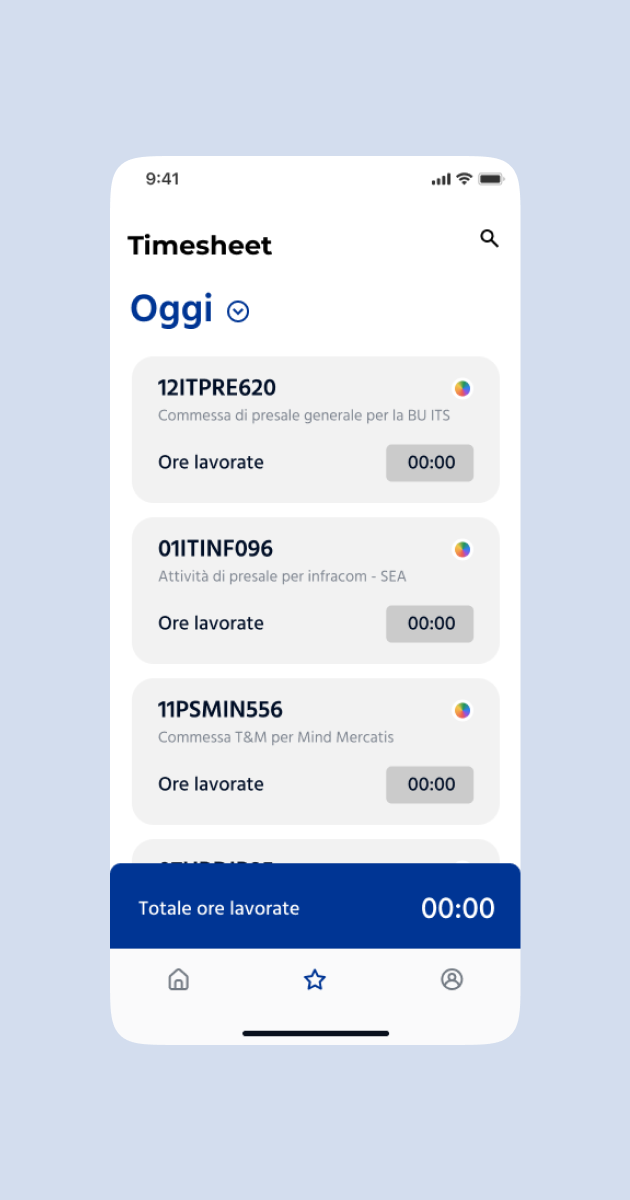 9:41
Timesheet
Oggi
12ITPRE620
Commessa di presale generale per la BU ITS
Ore lavorate 00:00
01ITINF096
Attività di presale per infracom - SEA
Ore lavorate 00:00
11PSMIN556
Commessa T&M per Mind Mercatis
Ore lavorate 00:00
Totale ore lavorate 00:00